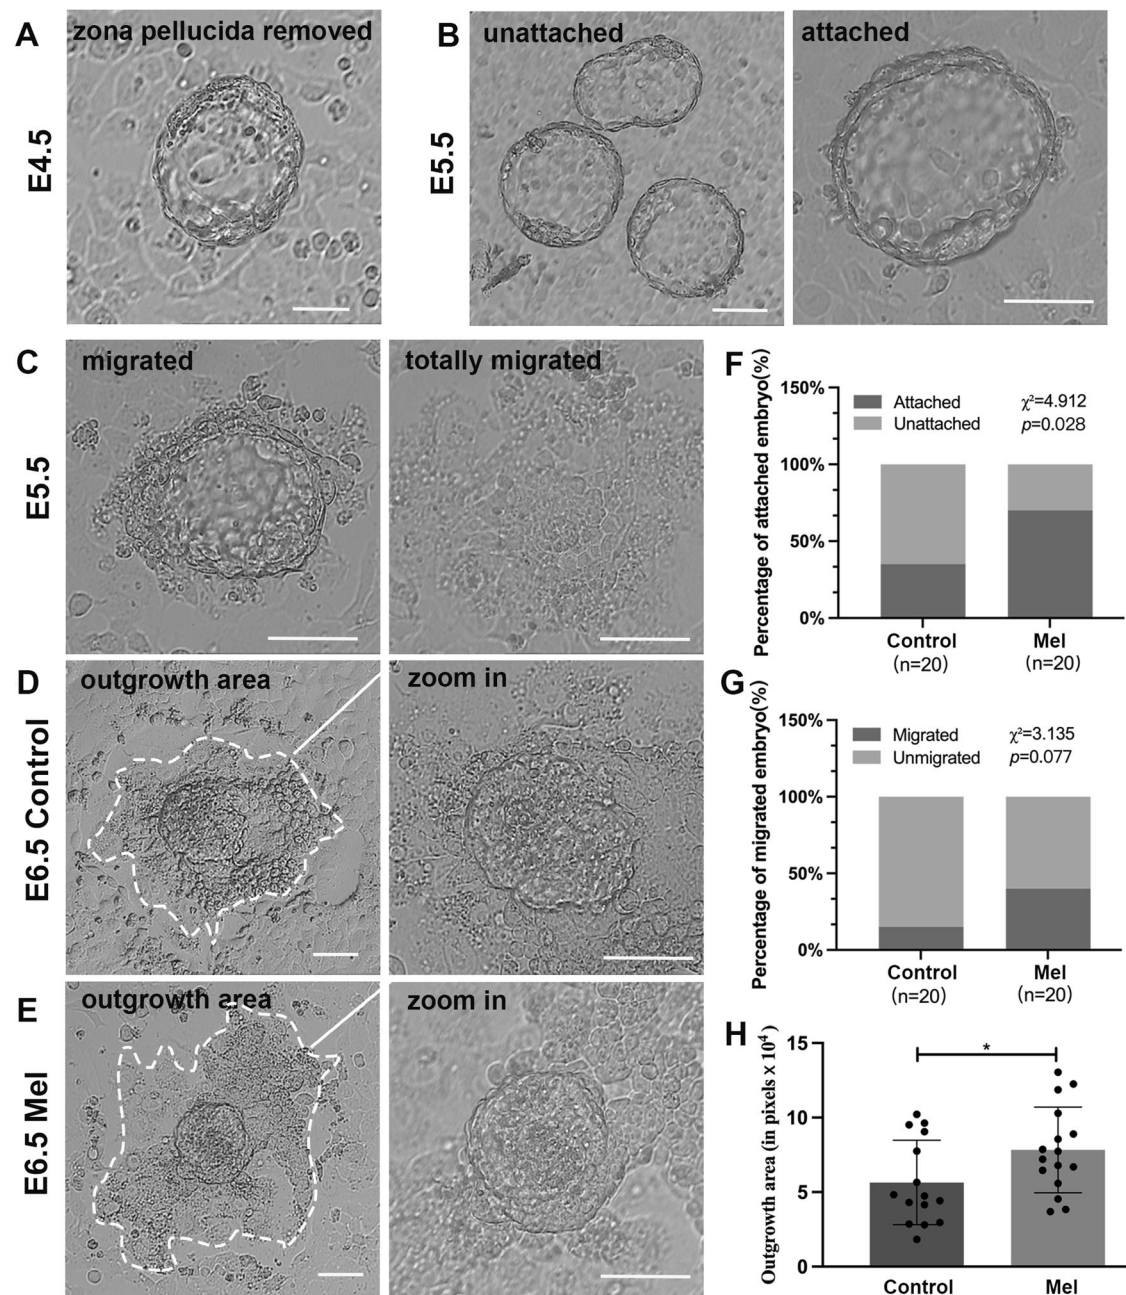 A
zona pellucida removed
E4.5
B
unattached
attached
E5.5
C
migrated
totally migrated
E5.5
D
outgrowth area
zoom in
E6.5 Control
E
outgrowth area
zoom in
E6.5 Mel
F
Percentage of attached embryo(%)
150%
100%
50%
0%
Attached
Unattached
χ²=4.912
p=0.028
Control
(n=20)
Mel
(n=20)
G
Percentage of migrated embryo(%)
150%
100%
50%
0%
Migrated
Unmigrated
χ²=3.135
p=0.077
Control
(n=20)
Mel
(n=20)
H
Outgrowth area (in pixels x 10⁴)
15
10
5
0
*
Control
Mel